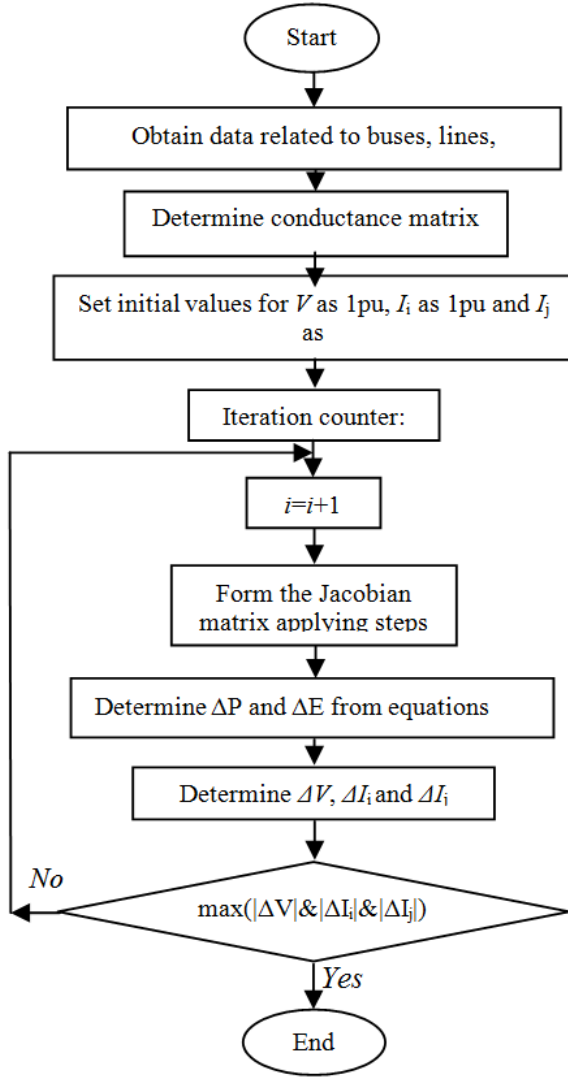 Start
Obtain data related to buses, lines,
Determine conductance matrix
Set initial values for V as 1pu, Iᵢ as 1pu and Iⱼ
as
Iteration counter:
i=i+1
Form the Jacobian
matrix applying steps
Determine ΔP and ΔE from equations
Determine ΔV, ΔIᵢ and ΔIⱼ
No
max(|ΔV|&|ΔIᵢ|&|ΔIⱼ|)
Yes
End